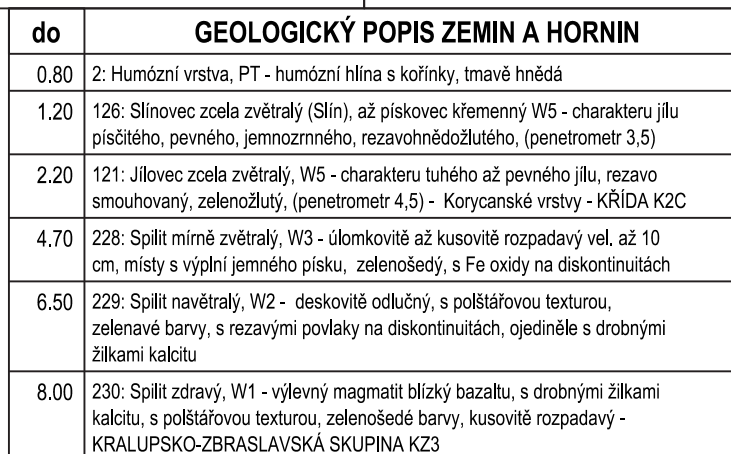 do GEOLOGICKÝ POPIS ZEMIN A HORNIN
0.80 2: Humózní vrstva, PT - humózní hlína s kořínky, tmavě hnědá
1.20 126: Slínovec zcela zvětralý (Slín), až pískovec křemenný W5 - charakteru jílu
písčitého, pevného, jemnozrnného, rezavohnědožlutého, (penetrometr 3,5)
2.20 121: Jílovec zcela zvětralý, W5 - charakteru tuhého až pevného jílu, rezavo
smouhovaný, zelenožlutý, (penetrometr 4,5) - Korycanské vrstvy - KŘÍDA K2C
4.70 228: Spilit mírně zvětralý, W3 - úlomkovitě až kusovitě rozpadavý vel. až 10
cm, místy s výplní jemného písku, zelenošedý, s Fe oxidy na diskontinuitách
6.50 229: Spilit navětralý, W2 - deskovitě odlučný, s polštářovou texturou,
zelenavé barvy, s rezavými povlaky na diskontinuitách, ojediněle s drobnými
žilkami kalcitu
8.00 230: Spilit zdravý, W1 - výlevný magmatit blízký bazaltu, s drobnými žilkami
kalcitu, s polštářovou texturou, zelenošedé barvy, kusovitě rozpadavý -
KRALUPSKO-ZBRASLAVSKÁ SKUPINA KZ3